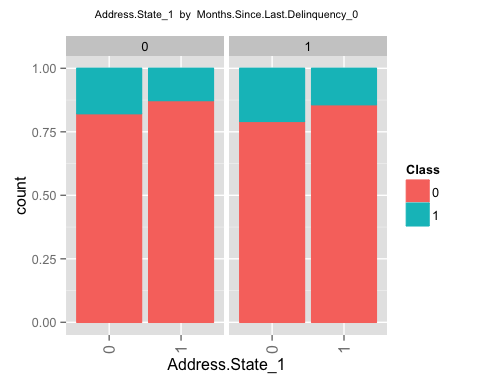 Address.State_1 by Months.Since.Last.Delinquency_0
0 1
1.00
0.75
0.50
0.25
0.00
count
0 1 0 1
Address.State_1
Class
0
1